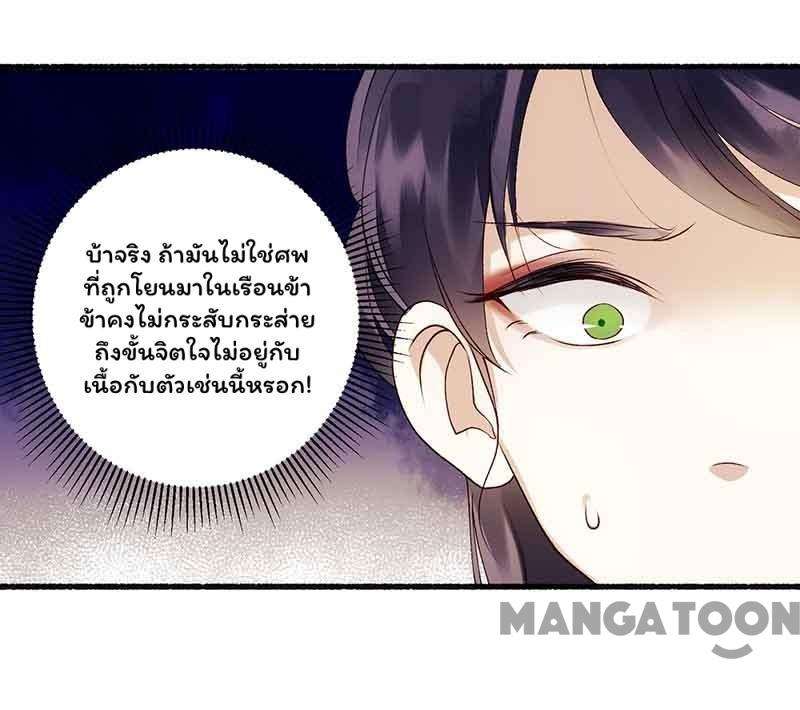 บ้าจริง ถ้ามันไม่ใช่ศพ
ที่ถูกโยนมาในเรือนข้า
ข้าคงไม่กระสับกระส่าย
ถึงขั้นจิตใจไม่อยู่กับ
เนื้อกับตัวเช่นนี้หรอก!
MANGATOON